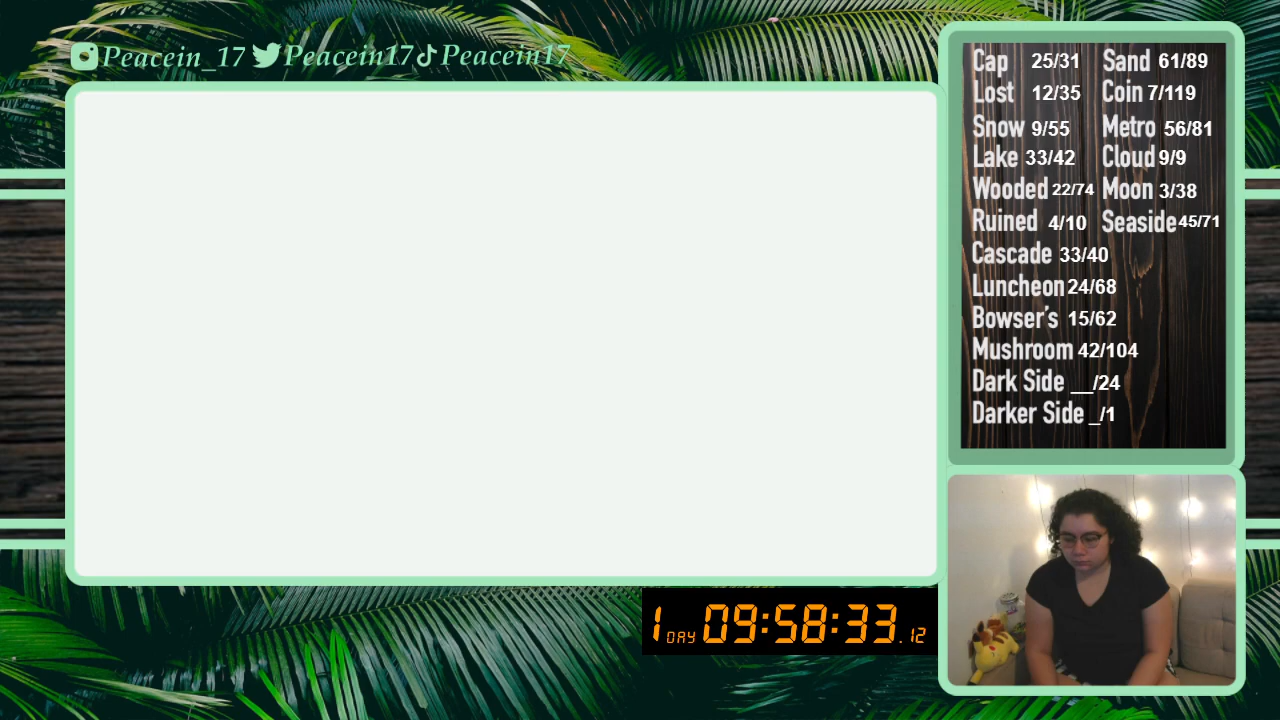 Peacein_17 Peacein17 Peacein17
Cap 25/31 Sand 61/89
Lost 12/35 Coin 7/119
Snow 9/55 Metro 56/81
Lake 33/42 Cloud 9/9
Wooded 22/74 Moon 3/38
Ruined 4/10 Seaside 45/71
Cascade 33/40
Luncheon 24/68
Bowser's 15/62
Mushroom 42/104
Dark Side __/24
Darker Side _/1
1 DAY 09:58:33.12